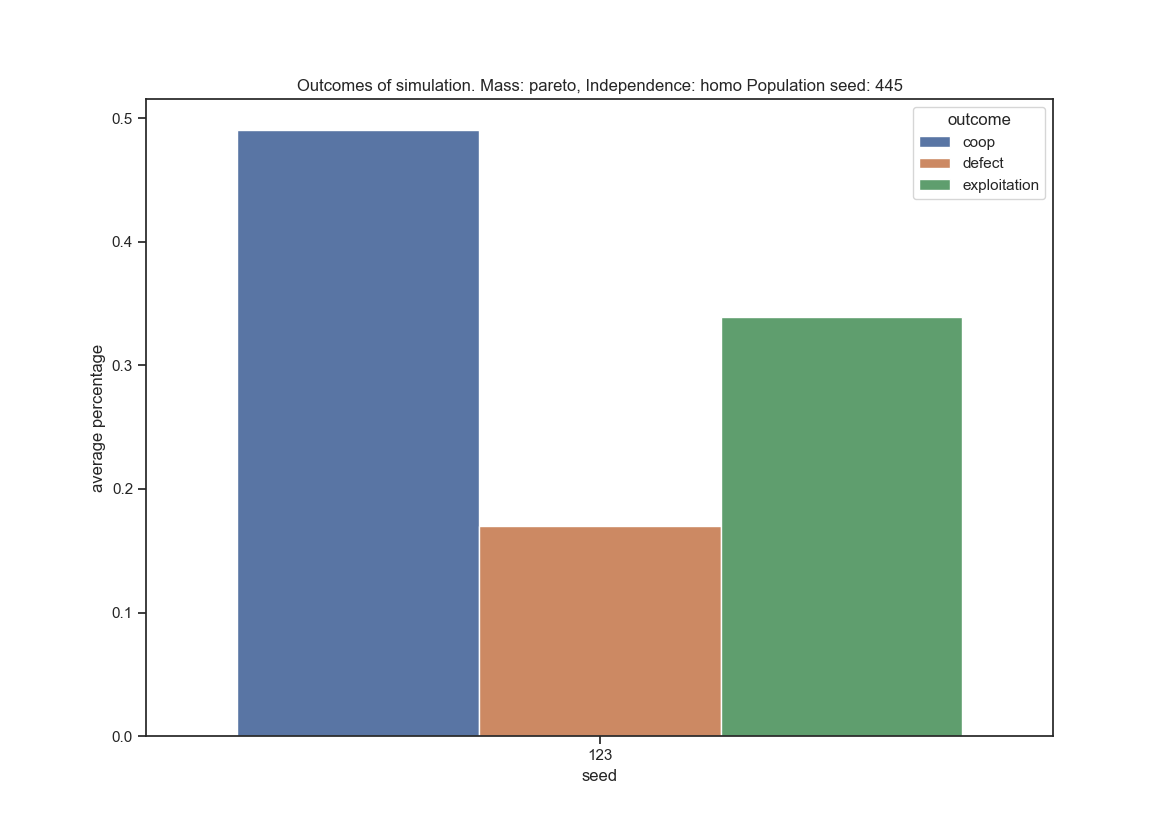 Outcomes of simulation. Mass: pareto, Independence: homo Population seed: 445
outcome
coop
defect
exploitation
0.5
0.4
0.3
0.2
0.1
0.0
average percentage
123
seed